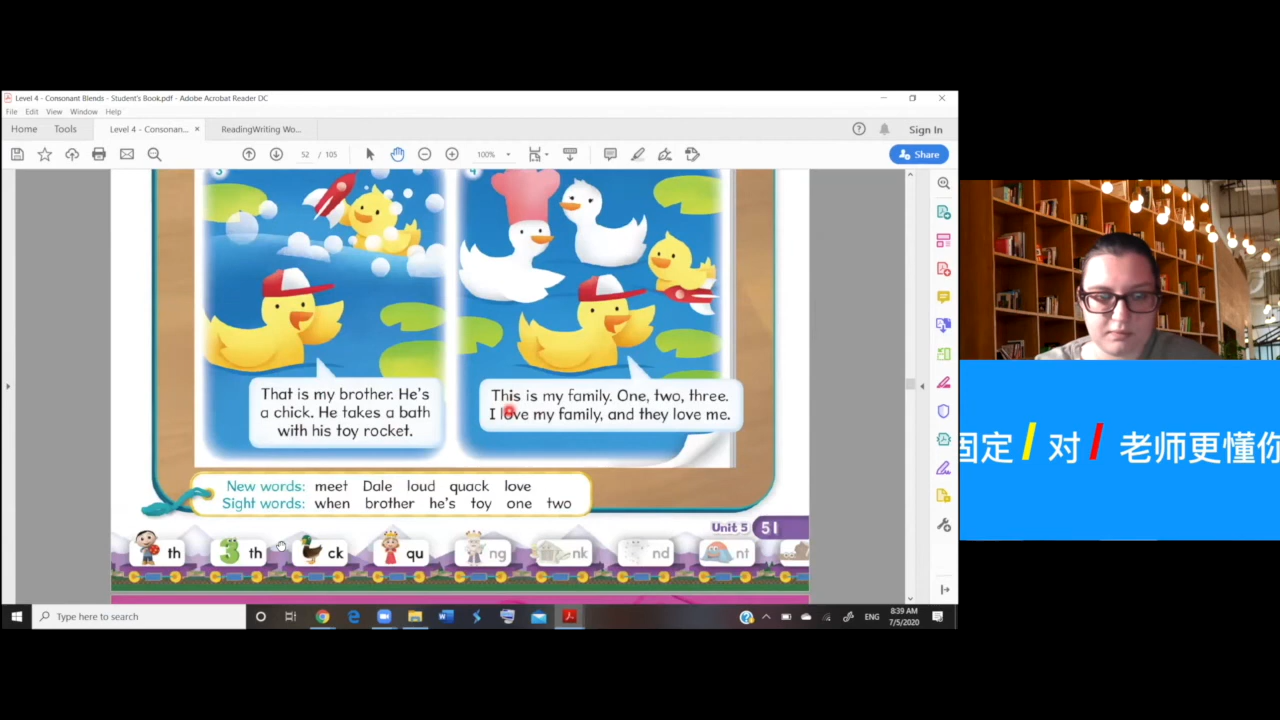 Level 4 - Consonant Blends - Student's Book.pdf - Adobe Acrobat Reader DC
File Edit View Window Help
Home Tools Level 4 - Consonan... × ReadingWriting Wo... Sign In
52 / 105 100% Share
3 4
That is my brother. He's
a chick. He takes a bath
with his toy rocket.
This is my family. One, two, three.
I love my family, and they love me.
New words: meet Dale loud quack love
Sight words: when brother he's toy one two
Unit 5 51
th 3 th ck qu ng nk nd nt
固定/对/老师更懂你
Type here to search
ENG
8:39 AM
7/5/2020